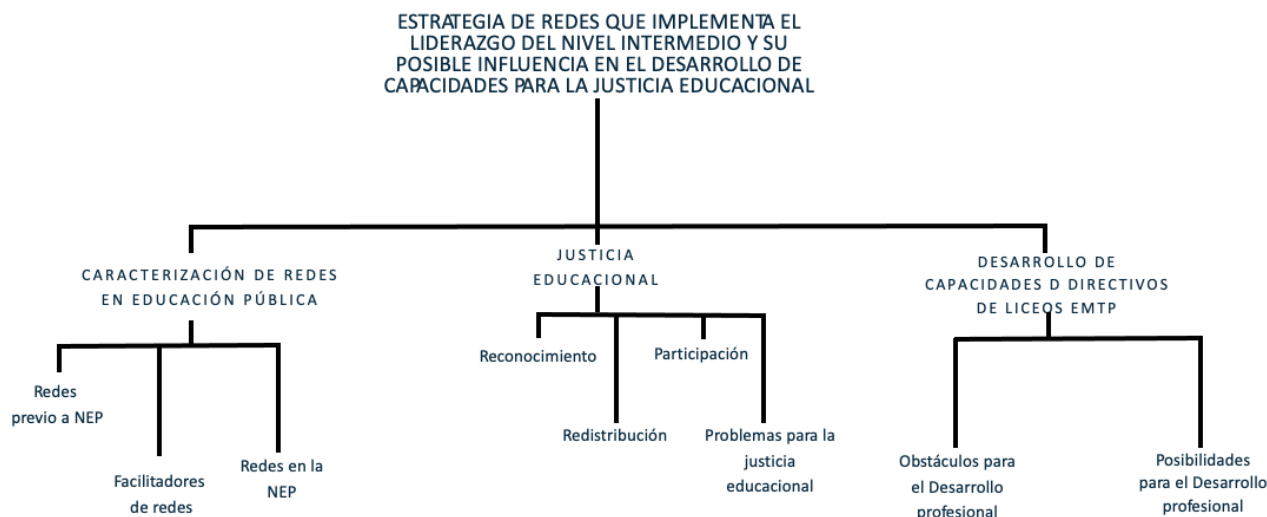 ESTRATEGIA DE REDES QUE IMPLEMENTA EL
LIDERAZGO DEL NIVEL INTERMEDIO Y SU
POSIBLE INFLUENCIA EN EL DESARROLLO DE
CAPACIDADES PARA LA JUSTICIA EDUCACIONAL
CARACTERIZACIÓN DE REDES
EN EDUCACIÓN PÚBLICA
Redes
previo a NEP
Facilitadores
de redes
Redes en la
NEP
JUSTICIA
EDUCACIONAL
Reconocimiento
Redistribución
Participación
Problemas para la
justicia
educacional
DESARROLLO DE
CAPACIDADES D DIRECTIVOS
DE LICEOS EMTP
Obstáculos para
el Desarrollo
profesional
Posibilidades
para el Desarrollo
profesional